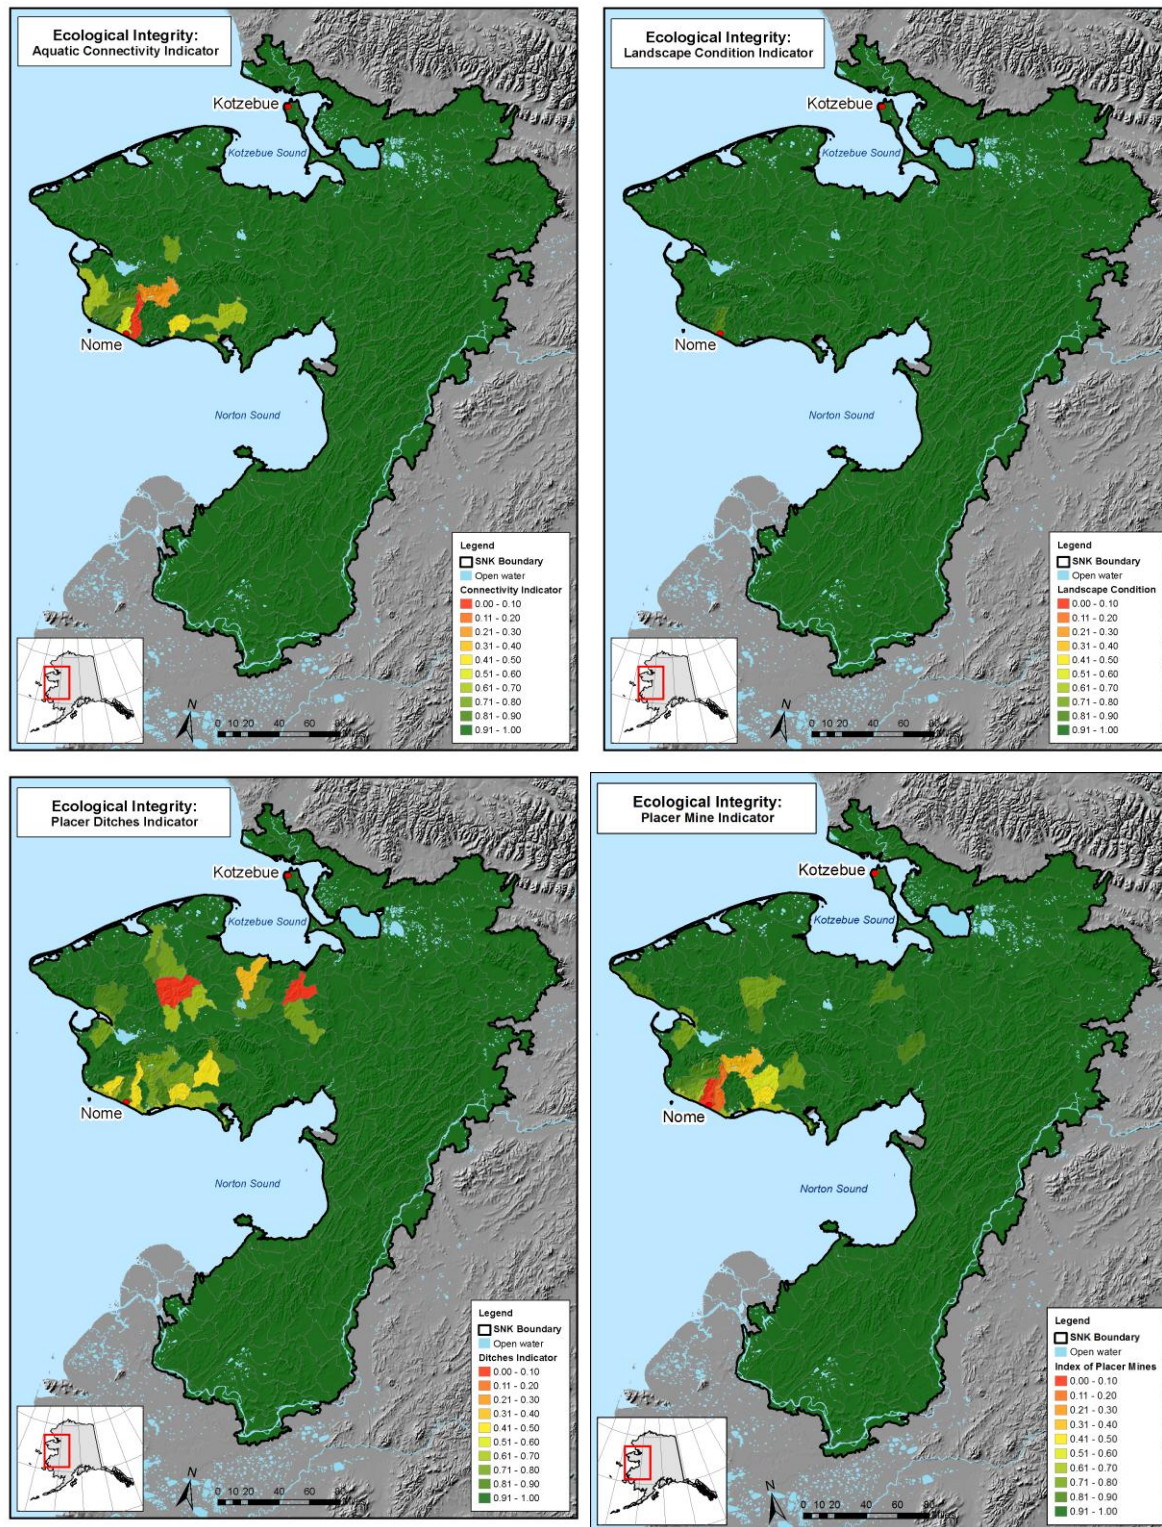 Ecological Integrity:
Aquatic Connectivity Indicator
Kotzebue
Kotzebue Sound
Nome
Norton Sound
Legend
SNK Boundary
Open water
Connectivity Indicator
0.00 - 0.10
0.11 - 0.20
0.21 - 0.30
0.31 - 0.40
0.41 - 0.50
0.51 - 0.60
0.61 - 0.70
0.71 - 0.80
0.81 - 0.90
0.91 - 1.00
N
0 10 20 40 60 80
Ecological Integrity:
Landscape Condition Indicator
Kotzebue
Kotzebue Sound
Nome
Norton Sound
Legend
SNK Boundary
Open water
Landscape Condition
0.00 - 0.10
0.11 - 0.20
0.21 - 0.30
0.31 - 0.40
0.41 - 0.50
0.51 - 0.60
0.61 - 0.70
0.71 - 0.80
0.81 - 0.90
0.91 - 1.00
N
0 10 20 40 60 80
Ecological Integrity:
Placer Ditches Indicator
Kotzebue
Kotzebue Sound
Nome
Norton Sound
Legend
SNK Boundary
Open water
Ditches Indicator
0.00 - 0.10
0.11 - 0.20
0.21 - 0.30
0.31 - 0.40
0.41 - 0.50
0.51 - 0.60
0.61 - 0.70
0.71 - 0.80
0.81 - 0.90
0.91 - 1.00
N
0 10 20 40 60 80
Ecological Integrity:
Placer Mine Indicator
Kotzebue
Kotzebue Sound
Nome
Norton Sound
Legend
SNK Boundary
Open water
Index of Placer Mines
0.00 - 0.10
0.11 - 0.20
0.21 - 0.30
0.31 - 0.40
0.41 - 0.50
0.51 - 0.60
0.61 - 0.70
0.71 - 0.80
0.81 - 0.90
0.91 - 1.00
N
0 10 20 40 60 80